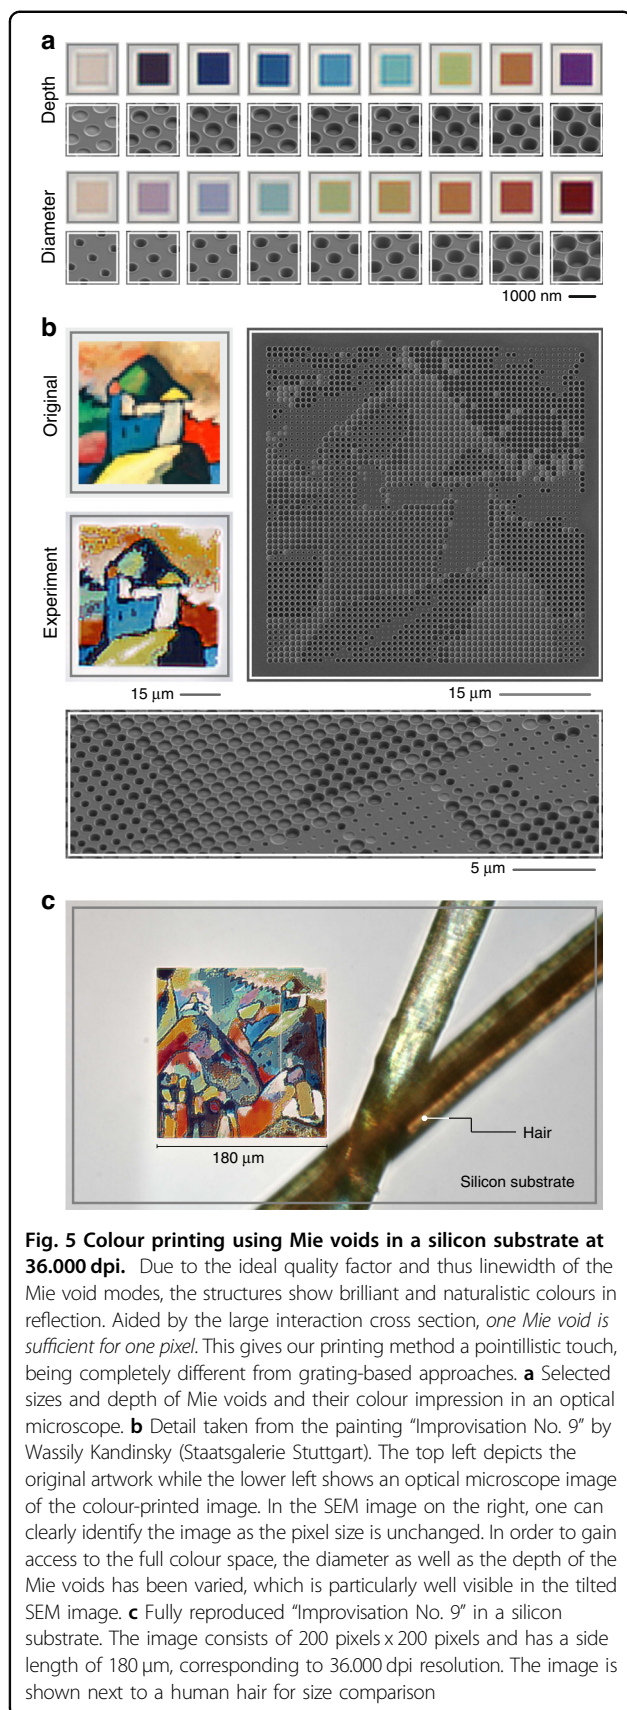 a
Depth
Diameter
1000 nm
b
Original
Experiment
15 μm
15 μm
5 μm
c
Hair
180 μm
Silicon substrate
Fig. 5 Colour printing using Mie voids in a silicon substrate at
36.000 dpi. Due to the ideal quality factor and thus linewidth of the
Mie void modes, the structures show brilliant and naturalistic colours in
reflection. Aided by the large interaction cross section, one Mie void is
sufficient for one pixel. This gives our printing method a pointillistic touch,
being completely different from grating-based approaches. a Selected
sizes and depth of Mie voids and their colour impression in an optical
microscope. b Detail taken from the painting “Improvisation No. 9” by
Wassily Kandinsky (Staatsgalerie Stuttgart). The top left depicts the
original artwork while the lower left shows an optical microscope image
of the colour-printed image. In the SEM image on the right, one can
clearly identify the image as the pixel size is unchanged. In order to gain
access to the full colour space, the diameter as well as the depth of the
Mie voids has been varied, which is particularly well visible in the tilted
SEM image. c Fully reproduced “Improvisation No. 9” in a silicon
substrate. The image consists of 200 pixels x 200 pixels and has a side
length of 180 μm, corresponding to 36.000 dpi resolution. The image is
shown next to a human hair for size comparison